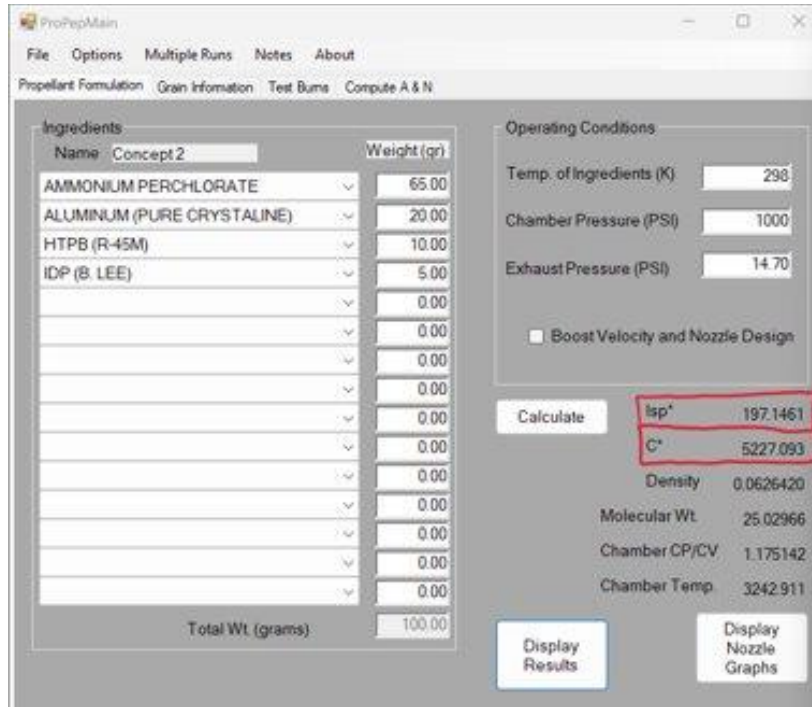 ProPepMain
File Options Multiple Runs Notes About
Propellant Formulation Grain Information Test Burns Compute A & N
Ingredients
Name Concept 2 Weight (gr)
AMMONIUM PERCHLORATE 65.00
ALUMINUM (PURE CRYSTALINE) 20.00
HTPB (R-45M) 10.00
IDP (B. LEE) 5.00
0.00
0.00
0.00
0.00
0.00
0.00
0.00
0.00
0.00
0.00
0.00
Total Wt. (grams) 100.00
Operating Conditions
Temp. of Ingredients (K) 298
Chamber Pressure (PSI) 1000
Exhaust Pressure (PSI) 14.70
Boost Velocity and Nozzle Design
Calculate
Isp* 197.1461
C* 5227.093
Density 0.0626420
Molecular Wt. 25.02966
Chamber CP/CV 1.175142
Chamber Temp. 3242.911
Display
Results
Display
Nozzle
Graphs